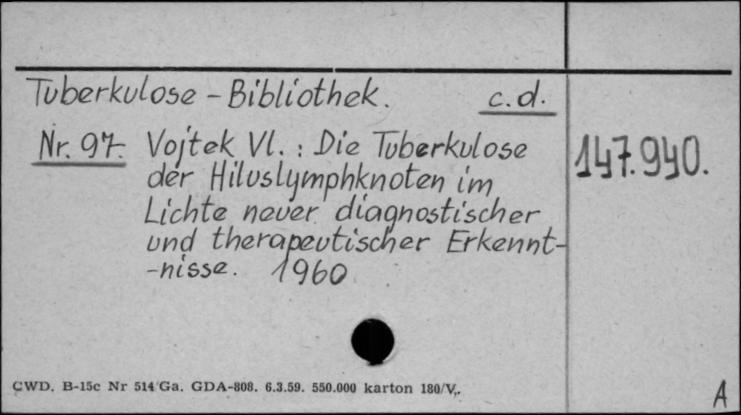 Tuberkulose - Bibliothek. c.d.
Nr. 97. Vojtek Vl. : Die Tuberkulose
der Hiluslymphknoten im
Lichte neuer diagnostischer
und therapeutischer Erkennt-
-nisse. 1960
147.940.
CWD. B-15c Nr 514 Ga. GDA-808. 6.3.59. 550.000 karton 180/V.
A